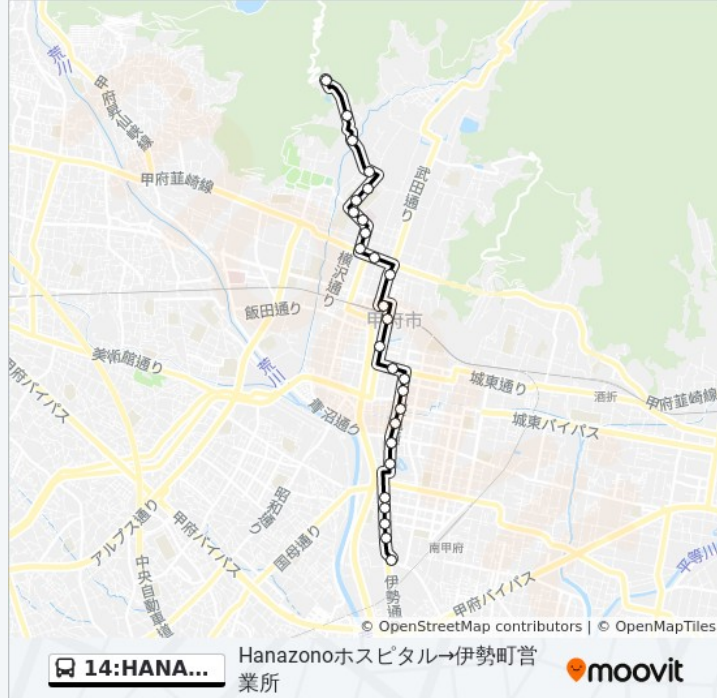 荒川
甲府昇仙峡線
甲府韮崎線
武田通り
横沢通り
飯田通り
甲府市
美術館通り
荒川
城東通り
酒折
甲府韮崎線
甲府バイパス
青沼通り
城東バイパス
昭和通り
アルプス通り
甲府バイパス
国母通り
南甲府
平等川
中央自動車道
伊勢通
甲府バイパス
© OpenStreetMap contributors | © OpenMapTiles
14:HANA...
Hanazonoホスピタル→伊勢町営
業所
moovit